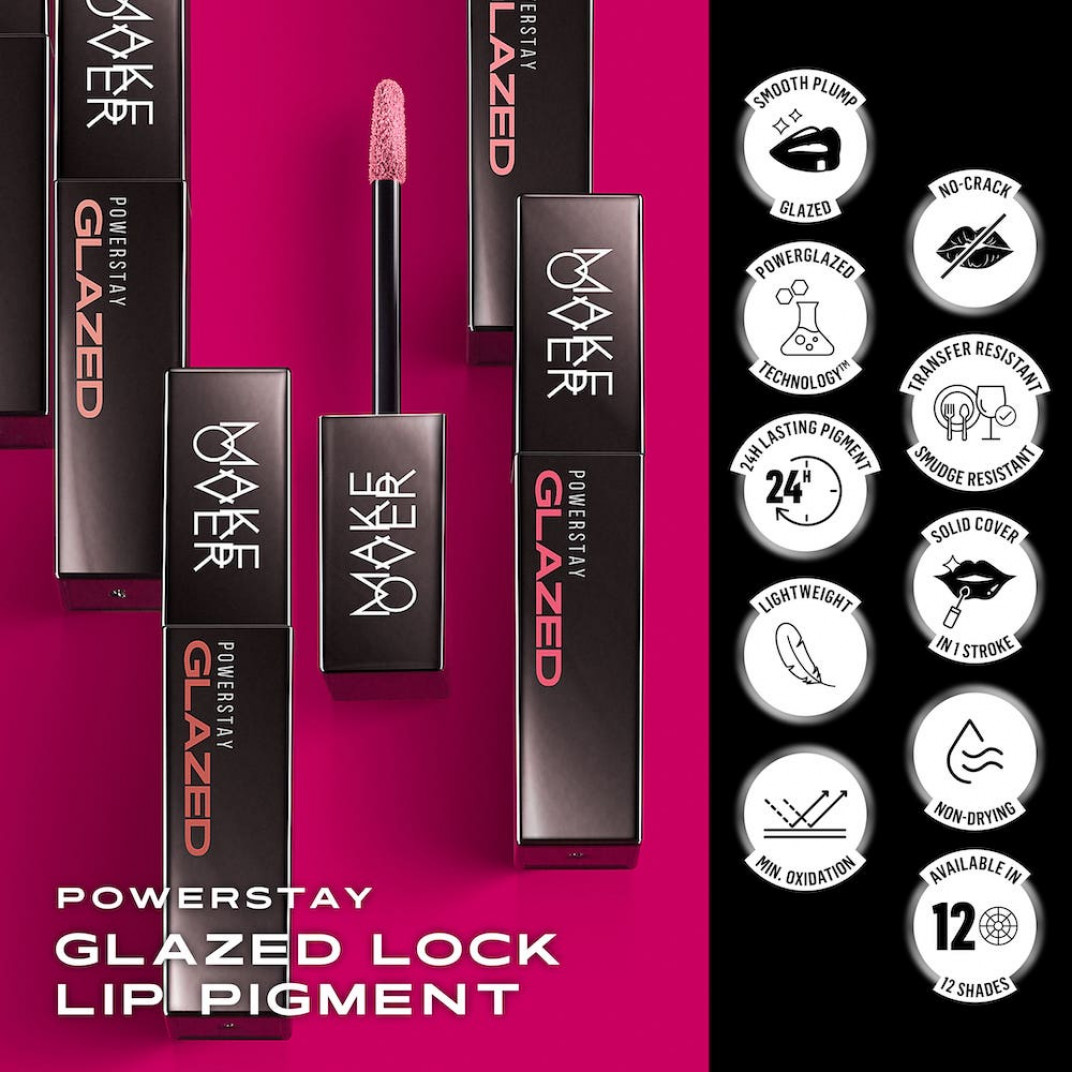 MAKE
OVER
POWERSTAY
GLAZED
MAKE
OVER
POWERSTAY
GLAZED
MAKE
OVER
ERSTAY
LAZED
MAKE
OVER
POWERSTAY
GLAZED
POWERSTAY
GLAZED LOCK
LIP PIGMENT
SMOOTH PLUMP
GLAZED
POWERGLAZED
TECHNOLOGY™
24H LASTING PIGMENT
24H
LIGHTWEIGHT
MIN. OXIDATION
NO-CRACK
TRANSFER RESISTANT
SMUDGE RESISTANT
SOLID COVER
IN 1 STROKE
NON-DRYING
AVAILABLE IN
12
12 SHADES